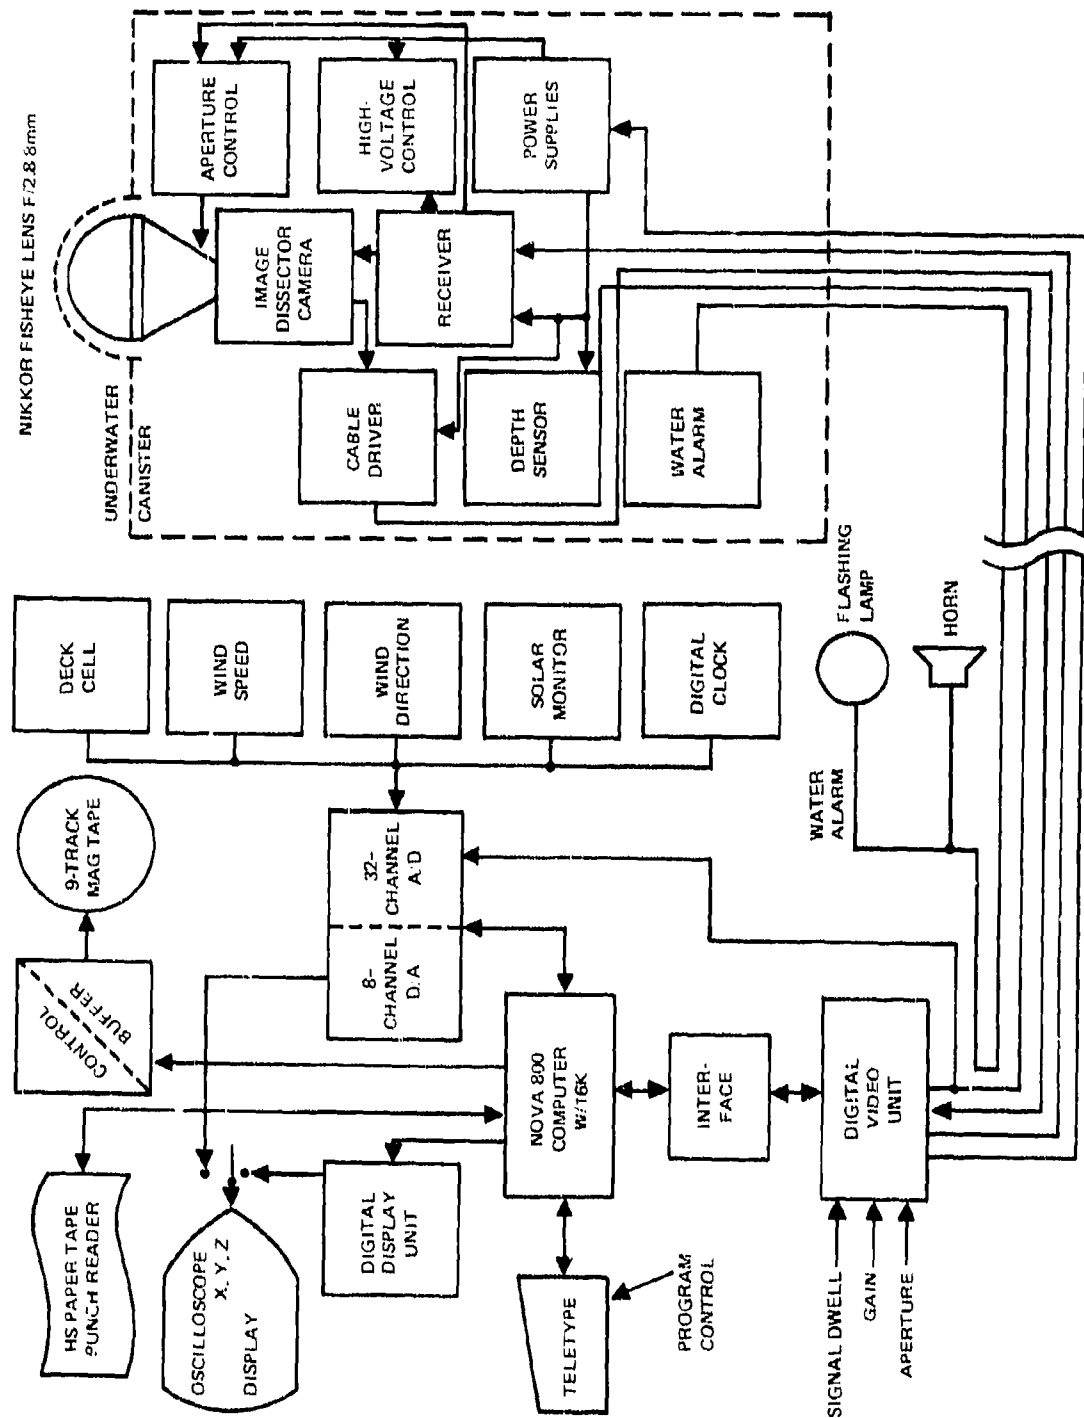 HS PAPER TAPE
PUNCH READER
OSCILLOSCOPE
X, Y, Z
DISPLAY
DIGITAL
DISPLAY
UNIT
TELETYPE
PROGRAM
CONTROL
SIGNAL DWELL
GAIN
APERTURE
CONTROL
BUFFER
9-TRACK
MAG TAPE
8-
CHANNEL
D/A
32-
CHANNEL
A/D
NOVA 800
COMPUTER
W/16K
INTER-
FACE
DIGITAL
VIDEO
UNIT
DECK
CELL
WIND
SPEED
WIND
DIRECTION
SOLAR
MONITOR
DIGITAL
CLOCK
WATER
ALARM
FLASHING
LAMP
HORN
NIKKOR FISHEYE LENS F/2.8 8mm
UNDERWATER
CANISTER
APERTURE
CONTROL
IMAGE
DISSECTOR
CAMERA
HIGH-
VOLTAGE
CONTROL
CABLE
DRIVER
RECEIVER
POWER
SUPPLIES
DEPTH
SENSOR
WATER
ALARM